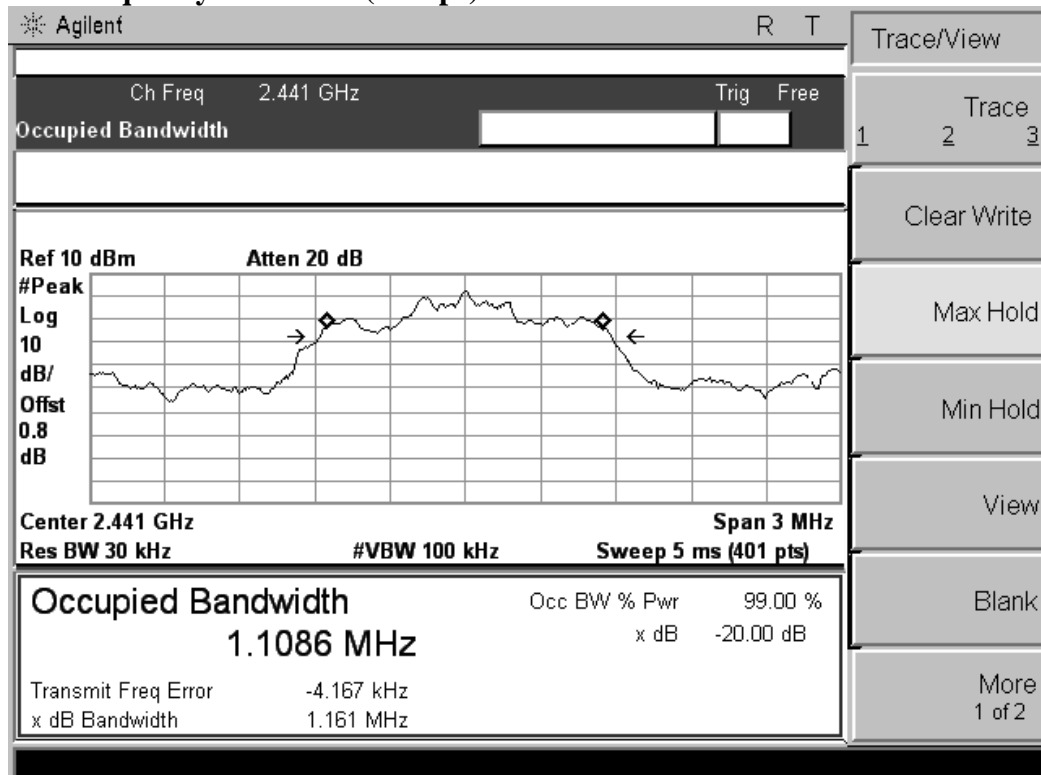 Agilent R T
Trace/View
Ch Freq 2.441 GHz Trig Free
Occupied Bandwidth
Trace
1 2 3
Clear Write
Ref 10 dBm Atten 20 dB
#Peak
Log
10
dB/
Offst
0.8
dB
Max Hold
Min Hold
Center 2.441 GHz Span 3 MHz
Res BW 30 kHz #VBW 100 kHz Sweep 5 ms (401 pts)
View
Occupied Bandwidth
1.1086 MHz
Occ BW % Pwr 99.00 %
x dB -20.00 dB
Transmit Freq Error -4.167 kHz
x dB Bandwidth 1.161 MHz
Blank
More
1 of 2